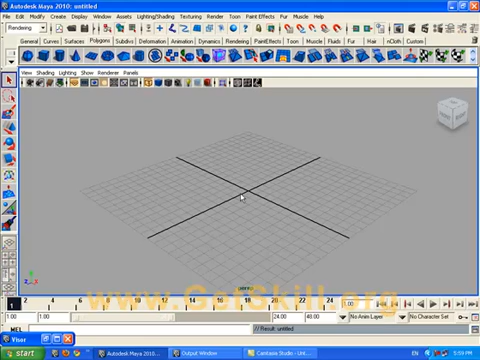 Autodesk Maya 2010: untitled
File Edit Modify Create Display Window Assets Lighting/Shading Texturing Render Toon Paint Effects Fur Muscle Help
Rendering
General Curves Surfaces Polygons Subdivs Deformation Animation Dynamics Rendering PaintEffects Toon Muscle Fluids Fur Hair nCloth Custom
View Shading Lighting Show Renderer Panels
persp
www.GetSkill.org
2 4 6 8 10 12 14 16 18 20 22 24 1.00
1.00 1.00 24.00 48.00 No Anim Layer No Character Set
MEL // Result: untitled
Visor
start Autodesk Maya 2010... Output Window Camtasia Studio - Unt... EN 5:59 PM